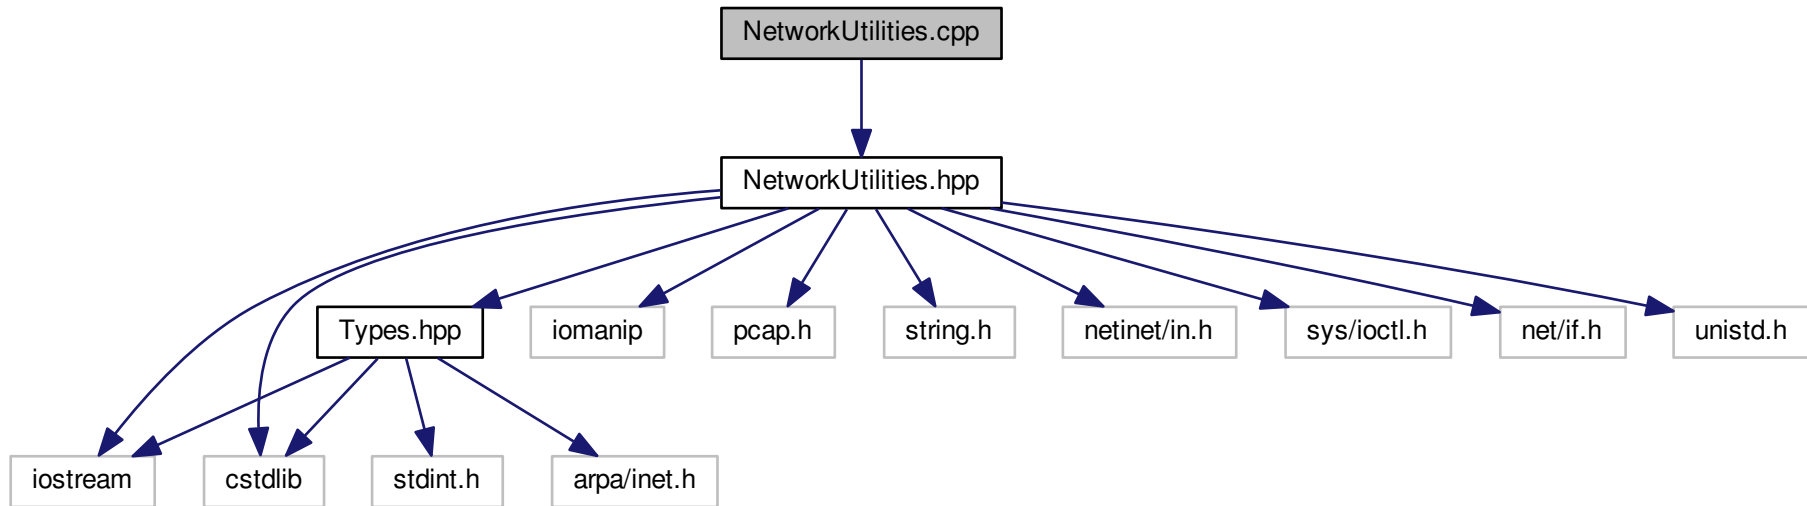 NetworkUtilities.cpp
NetworkUtilities.hpp
Types.hpp
iomanip
pcap.h
string.h
netinet/in.h
sys/ioctl.h
net/if.h
unistd.h
iostream
cstdlib
stdint.h
arpa/inet.h